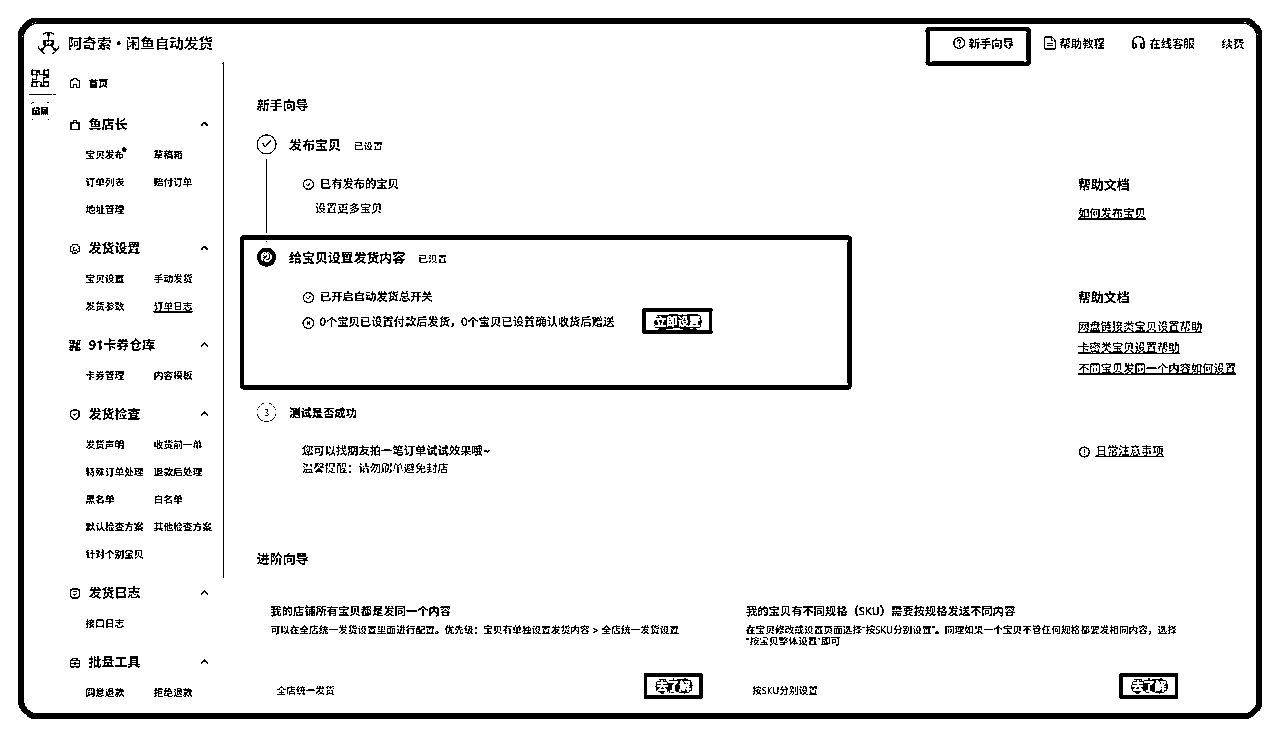 阿奇索·闲鱼自动发货
新手向导 帮助教程 在线客服 续费
首页
鱼店长
宝贝发布 草稿箱
订单列表 赔付订单
地址管理
发货设置
宝贝设置 手动发货
发货参数 订单日志
91卡券仓库
卡券管理 内容模板
发货检查
发货声明 收货前一单
特殊订单处理 退款后处理
黑名单 白名单
默认检查方案 其他检查方案
针对个别宝贝
发货日志
接口日志
批量工具
同意退款 拒绝退款
新手向导
发布宝贝 已设置
已有发布的宝贝
设置更多宝贝
帮助文档
如何发布宝贝
给宝贝设置发货内容 已设置
已开启自动发货总开关
0个宝贝已设置付款后发货，0个宝贝已设置确认收货后赠送 立即设置
帮助文档
网盘链接类宝贝设置帮助
卡密类宝贝设置帮助
不同宝贝发同一个内容如何设置
3 测试是否成功
您可以找朋友拍一笔订单试试效果哦~
温馨提醒：请勿刷单避免封店
日常注意事项
进阶向导
我的店铺所有宝贝都是发同一个内容
可以在全店统一发货设置里面进行配置。优先级：宝贝有单独设置发货内容 > 全店统一发货设置
全店统一发货 去了解
我的宝贝有不同规格（SKU）需要按规格发送不同内容
在宝贝修改或设置页面选择“按SKU分别设置”。同理如果一个宝贝不管任何规格都要发相同内容，选择
“按宝贝整体设置”即可
按SKU分别设置 去了解